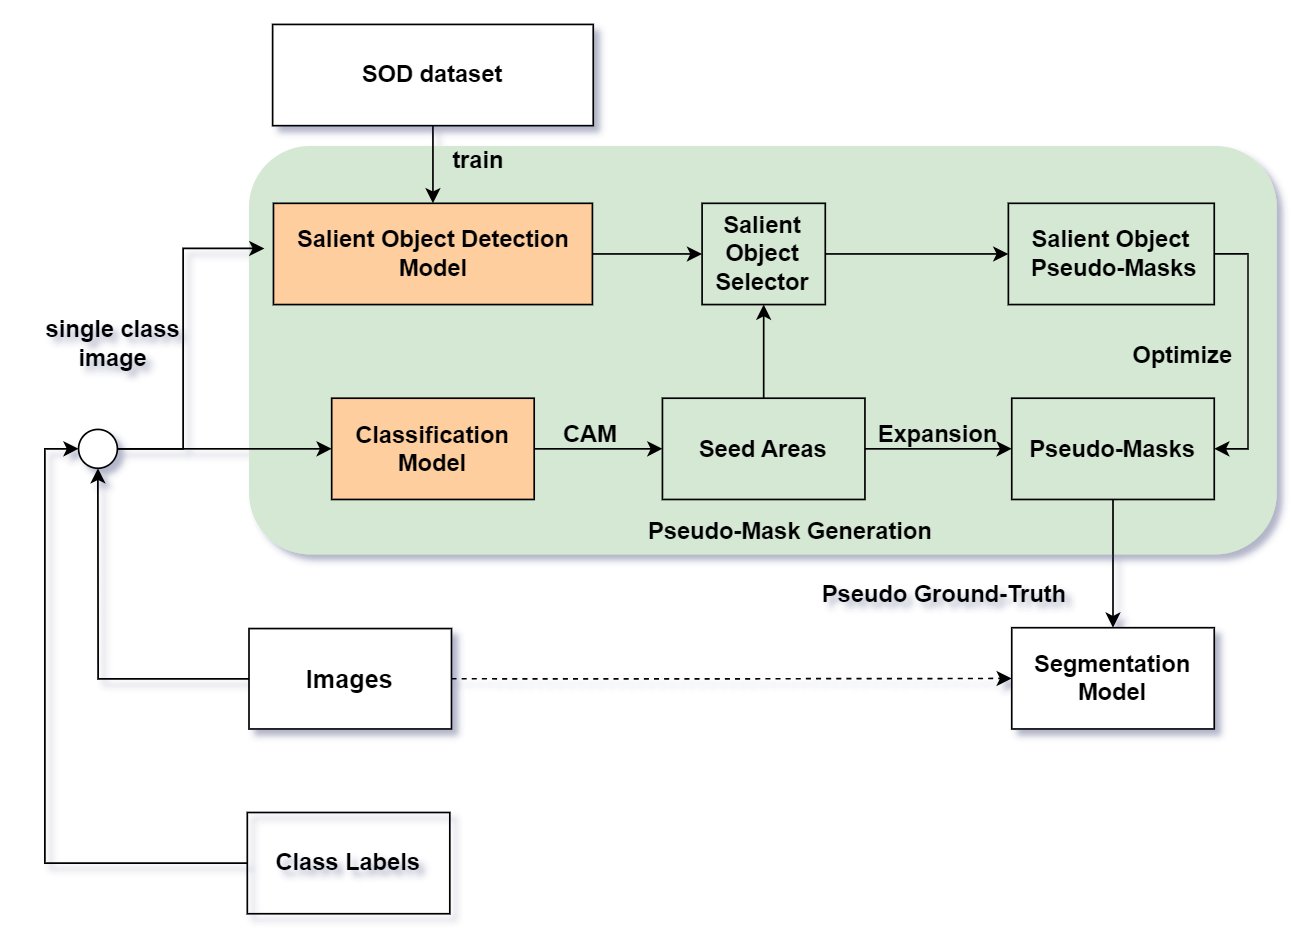 SOD dataset
train
Salient Object Detection
Model
Salient
Object
Selector
Salient Object
Pseudo-Masks
single class
image
Optimize
Classification
Model
CAM
Seed Areas
Expansion
Pseudo-Masks
Pseudo-Mask Generation
Pseudo Ground-Truth
Images
Segmentation
Model
Class Labels